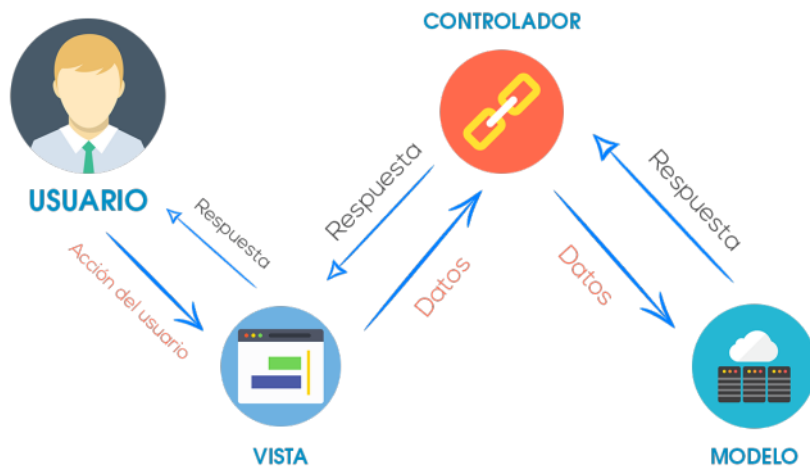 CONTROLADOR
USUARIO
Respuesta
Acción del usuario
Respuesta
Datos
Datos
Respuesta
VISTA
MODELO